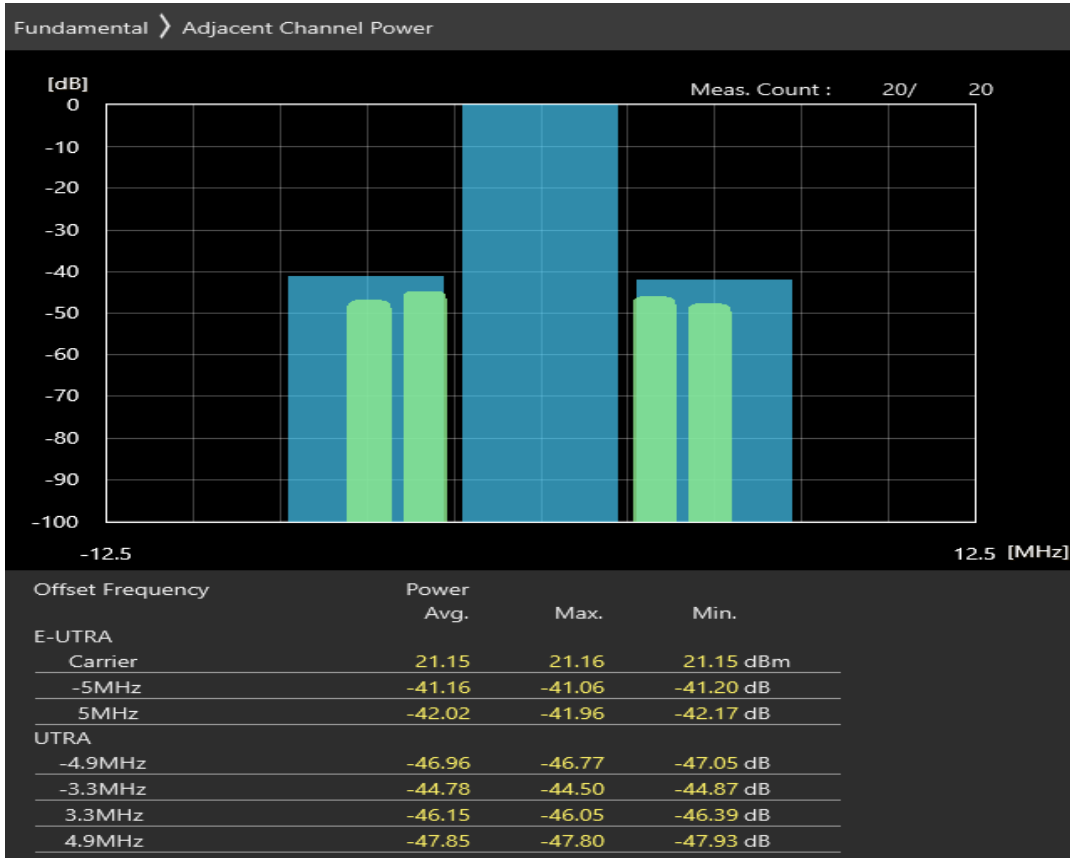 Fundamental 〉 Adjacent Channel Power
[dB]
Meas. Count : 20/ 20
0
-10
-20
-30
-40
-50
-60
-70
-80
-90
-100
-12.5 12.5 [MHz]
Offset Frequency Power
Avg. Max. Min.
E-UTRA
Carrier 21.15 21.16 21.15 dBm
-5MHz -41.16 -41.06 -41.20 dB
5MHz -42.02 -41.96 -42.17 dB
UTRA
-4.9MHz -46.96 -46.77 -47.05 dB
-3.3MHz -44.78 -44.50 -44.87 dB
3.3MHz -46.15 -46.05 -46.39 dB
4.9MHz -47.85 -47.80 -47.93 dB